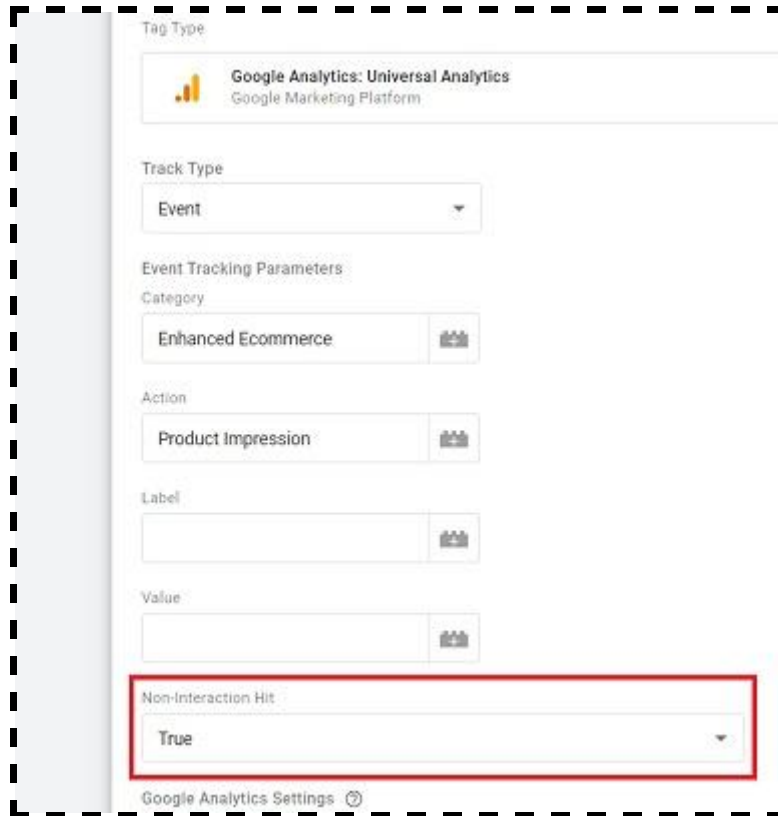 Tag Type
Google Analytics: Universal Analytics
Google Marketing Platform
Track Type
Event
Event Tracking Parameters
Category
Enhanced Ecommerce
Action
Product Impression
Label
Value
Non-Interaction Hit
True
Google Analytics Settings